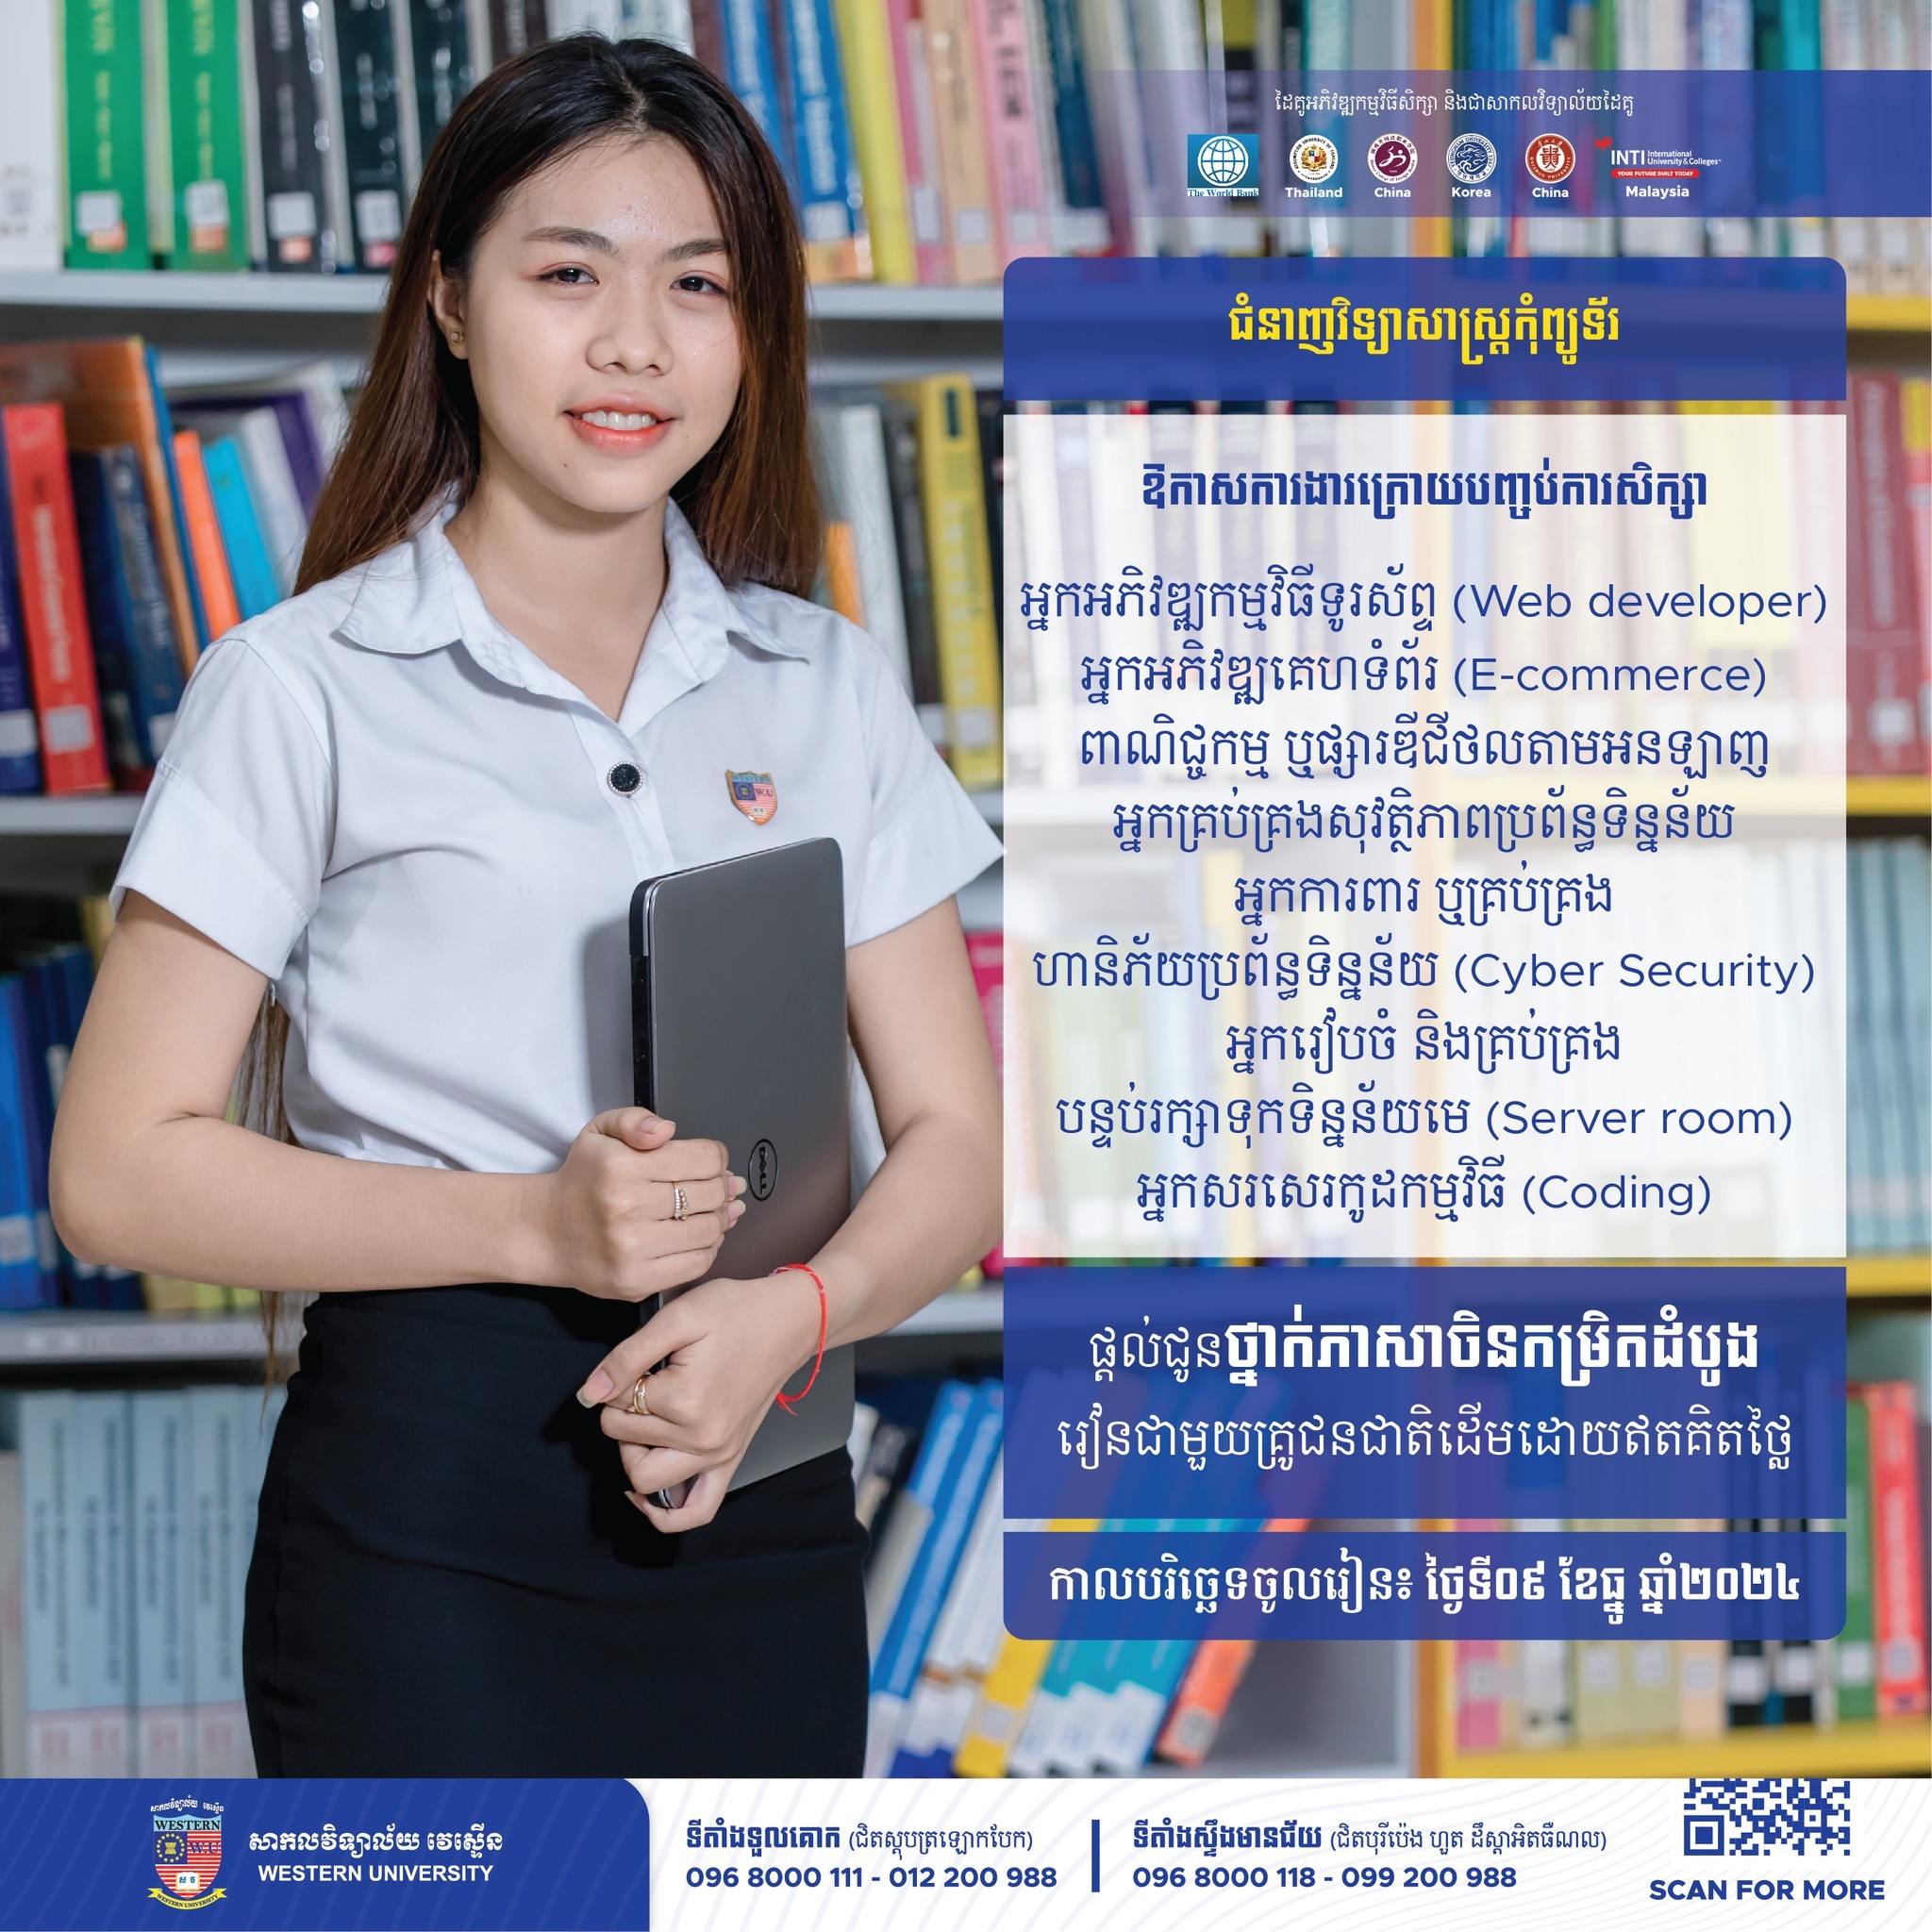 ដៃគូអភិវឌ្ឍកម្មវិធីសិក្សា និងជាសាកលវិទ្យាល័យដៃគូ
The World Bank
Thailand
China
Korea
China
INTI International University & Colleges
YOUR FUTURE BUILT TODAY
Malaysia
ជំនាញវិទ្យាសាស្ត្រកុំព្យូទ័រ
ឱកាសការងារក្រោយបញ្ចប់ការសិក្សា
អ្នកអភិវឌ្ឍកម្មវិធីទូរស័ព្ទ (Web developer)
អ្នកអភិវឌ្ឍគេហទំព័រ (E-commerce)
ពាណិជ្ជកម្ម ឬផ្សារឌីជីថលតាមអនឡាញ
អ្នកគ្រប់គ្រងសុវត្ថិភាពប្រព័ន្ធទិន្នន័យ
អ្នកការពារ ឬគ្រប់គ្រង
ហានិភ័យប្រព័ន្ធទិន្នន័យ (Cyber Security)
អ្នករៀបចំ និងគ្រប់គ្រង
បន្ទប់រក្សាទុកទិន្នន័យមេ (Server room)
អ្នកសរសេរកូដកម្មវិធី (Coding)
ផ្តល់ជូនថ្នាក់ភាសាចិនកម្រិតដំបូង
រៀនជាមួយគ្រូជនជាតិដើមដោយឥតគិតថ្លៃ
កាលបរិច្ឆេទចូលរៀន៖ ថ្ងៃទី០៩ ខែធ្នូ ឆ្នាំ២០២៤
DELL
សាកលវិទ្យាល័យ វេស្ទើន
WESTERN
WESTERN UNIVERSITY
សាកលវិទ្យាល័យ វេស្ទើន
WESTERN UNIVERSITY
ទីតាំងទួលគោក (ជិតស្តុបត្រឡោកបែក)
096 8000 111 - 012 200 988
ទីតាំងស្ទឹងមានជ័យ (ជិតបុរីប៉េង ហួត ដឹស្តាអិតធឺណល)
096 8000 118 - 099 200 988
SCAN FOR MORE